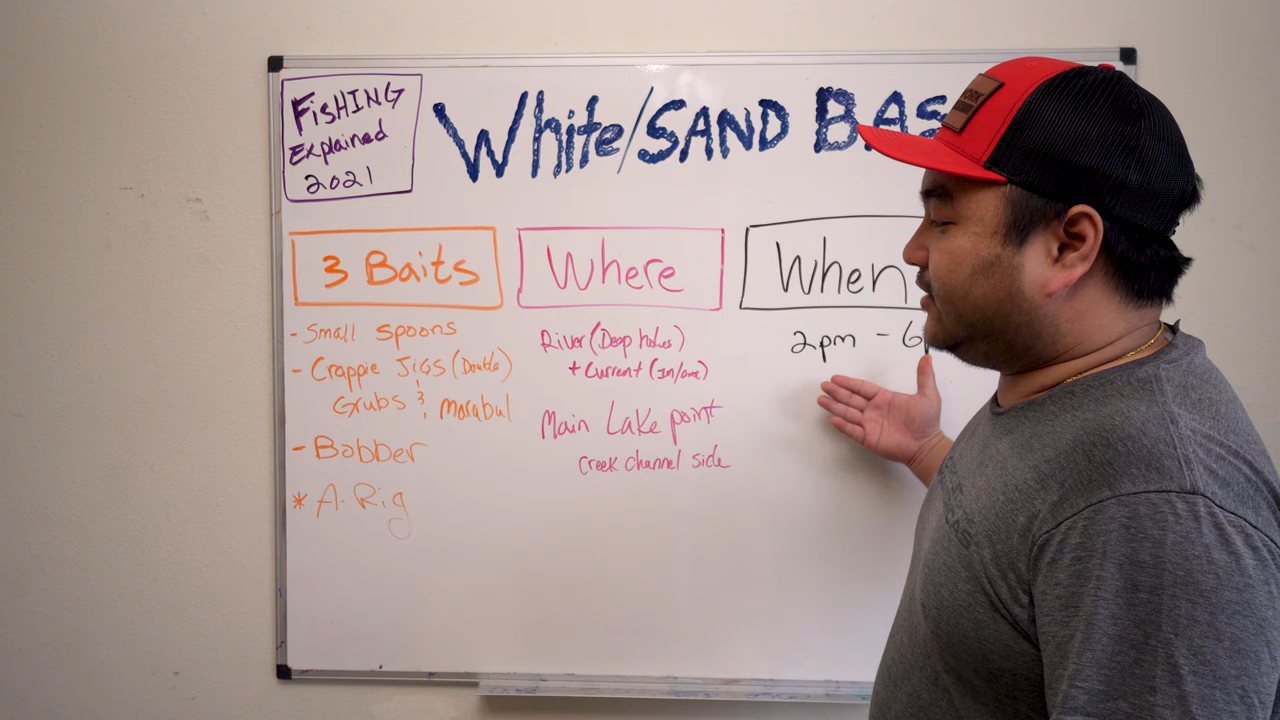 FisHING
Explained
2021
White/SAND BAS
3 Baits
- Small spoons
- Crappie JIGS (Double)
Grubs & Marabul
- Bobber
* A. Rig
Where
River (Deep holes)
+ Current (In/out)
Main Lake point
Creek channel side
When
2pm - 6